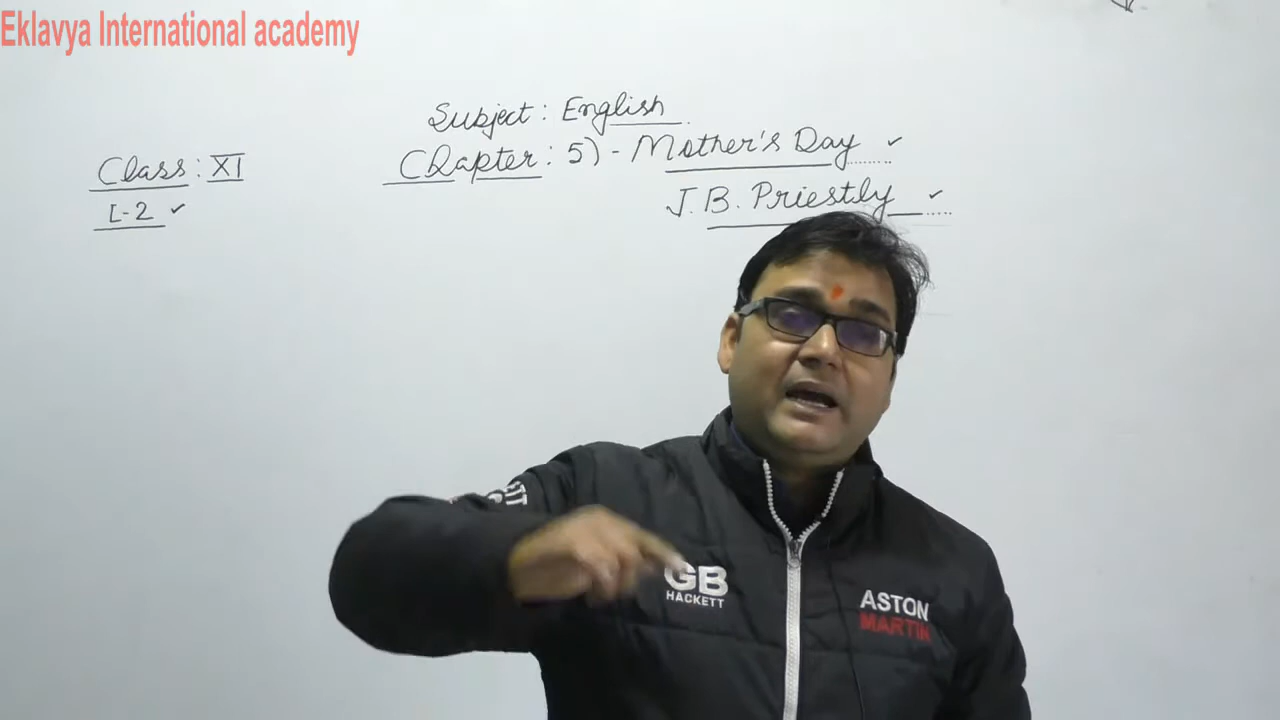 Eklavya International academy
Subject : English
Class : XI
Chapter : 5) - Mother's Day
L-2
J. B. Priestly
GB
HACKETT
ASTON
MARTIN